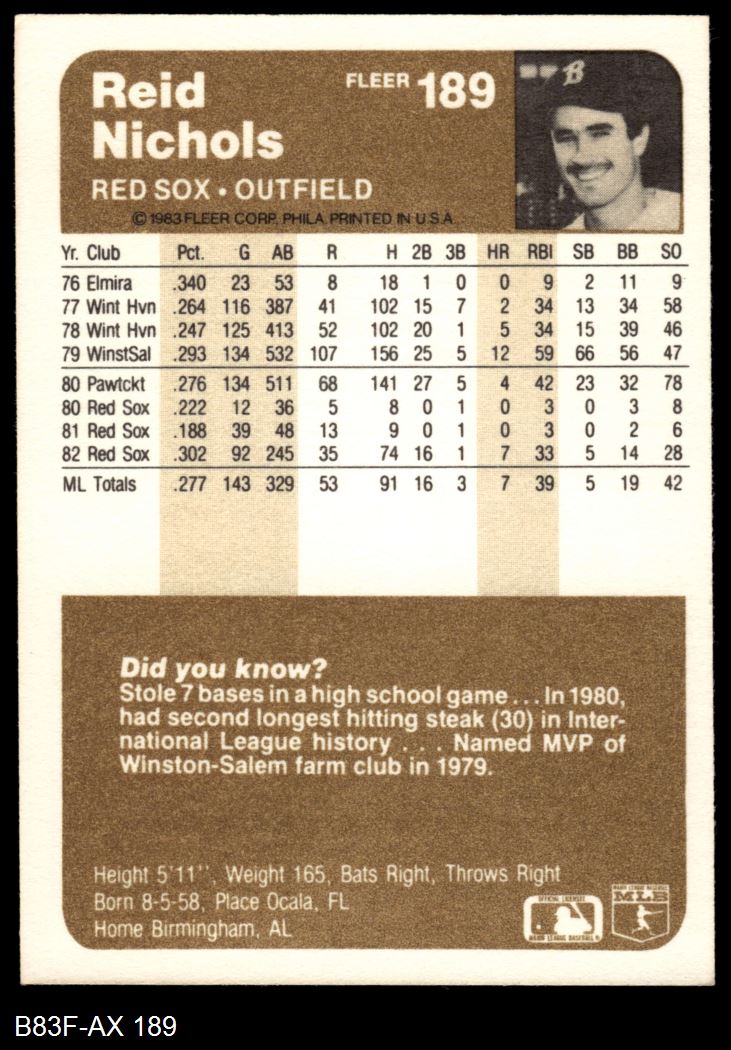 Reid
Nichols
FLEER 189
B
RED SOX • OUTFIELD
© 1983 FLEER CORP. PHILA. PRINTED IN U.S.A.
Yr. Club Pct. G AB R H 2B 3B HR RBI SB BB SO
76 Elmira .340 23 53 8 18 1 0 0 9 2 11 9
77 Wint Hvn .264 116 387 41 102 15 7 2 34 13 34 58
78 Wint Hvn .247 125 413 52 102 20 1 5 34 15 39 46
79 WinstSal .293 134 532 107 156 25 5 12 59 66 56 47
80 Pawtckt .276 134 511 68 141 27 5 4 42 23 32 78
80 Red Sox .222 12 36 5 8 0 1 0 3 0 3 8
81 Red Sox .188 39 48 13 9 0 1 0 3 0 2 6
82 Red Sox .302 92 245 35 74 16 1 7 33 5 14 28
ML Totals .277 143 329 53 91 16 3 7 39 5 19 42
Did you know?
Stole 7 bases in a high school game . . . In 1980,
had second longest hitting steak (30) in Inter-
national League history . . . Named MVP of
Winston-Salem farm club in 1979.
Height 5'11'', Weight 165, Bats Right, Throws Right
Born 8-5-58, Place Ocala, FL
Home Birmingham, AL
OFFICIAL LICENSEE
MAJOR LEAGUE BASEBALL
MAJOR LEAGUE BASEBALL
MLB
B83F-AX 189